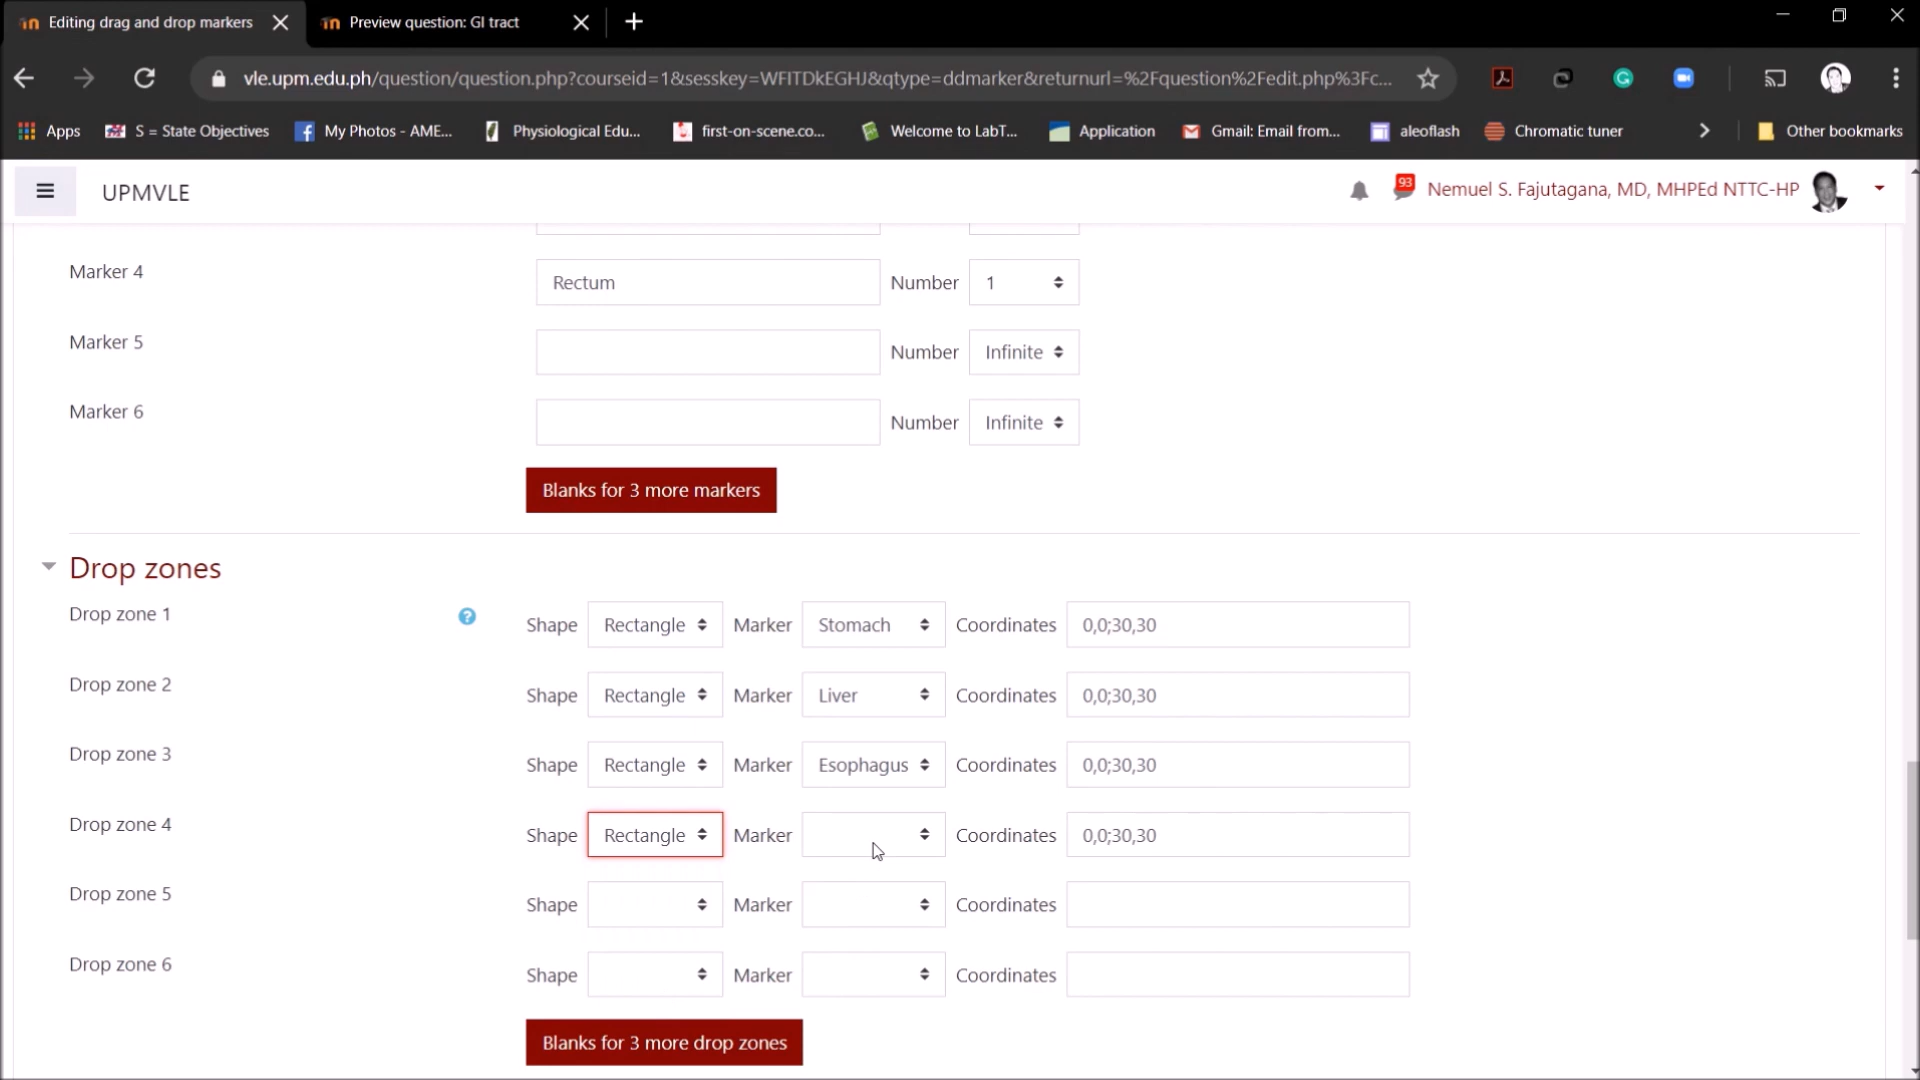 Editing drag and drop markers
Preview question: GI tract
vle.upm.edu.ph/question/question.php?courseid=1&sesskey=WFITDkEGHJ&qtype=ddmarker&returnurl=%2Fquestion%2Fedit.php%3Fc...
Apps S = State Objectives My Photos - AME... Physiological Edu... first-on-scene.co... Welcome to LabT... Application Gmail: Email from... aleoflash Chromatic tuner Other bookmarks
UPMVLE 93 Nemuel S. Fajutagana, MD, MHPEd NTTC-HP
Marker 4 Rectum Number 1
Marker 5 Number Infinite
Marker 6 Number Infinite
Blanks for 3 more markers
Drop zones
Drop zone 1 ? Shape Rectangle Marker Stomach Coordinates 0,0;30,30
Drop zone 2 Shape Rectangle Marker Liver Coordinates 0,0;30,30
Drop zone 3 Shape Rectangle Marker Esophagus Coordinates 0,0;30,30
Drop zone 4 Shape Rectangle Marker Coordinates 0,0;30,30
Drop zone 5 Shape Marker Coordinates
Drop zone 6 Shape Marker Coordinates
Blanks for 3 more drop zones